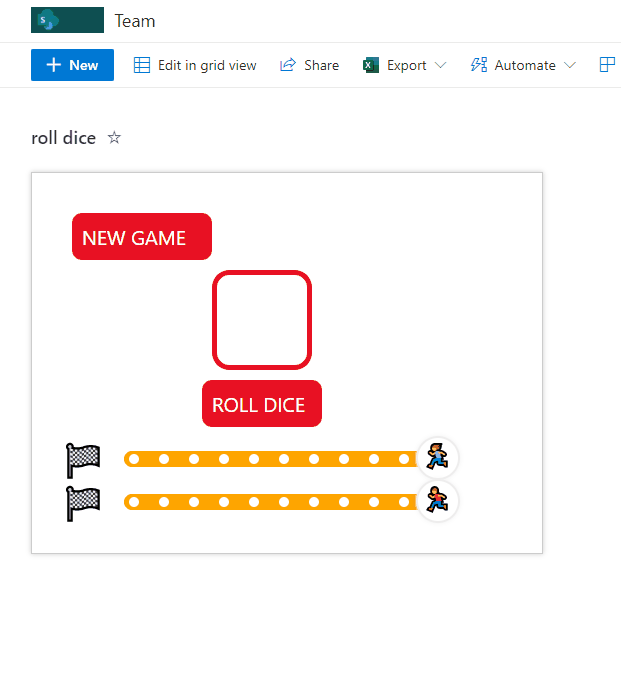 S
Team
New
Edit in grid view
Share
X
Export
Automate
roll dice
NEW GAME
ROLL DICE